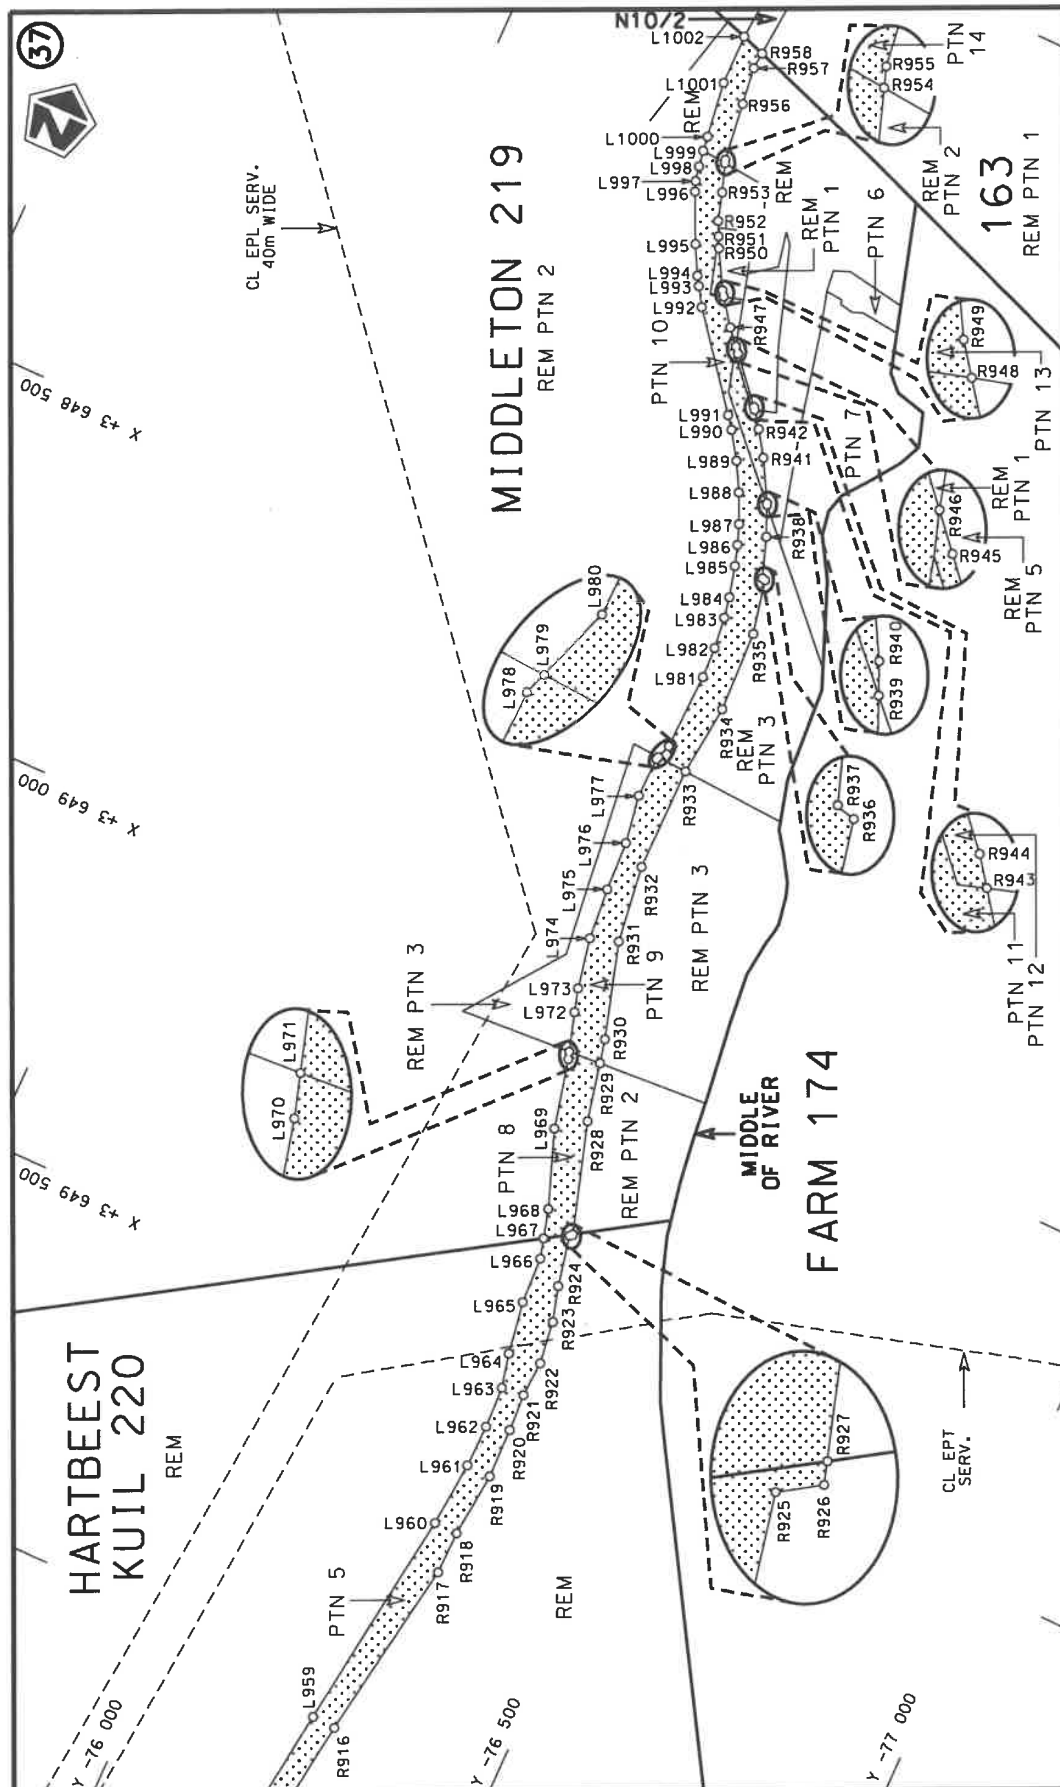 37
N10/2
L1002
R958
R957
L1001
R956
REM
L1000
L999
L998
L997
L996
R953
REM
R952
R951
R950
L995
L994
L993
L992
REM
PTN 1
PTN 6
R947
PTN 10
PTN
14
R955
R954
REM
PTN 2
163
REM PTN 1
CL EPL SERV.
40m WIDE
MIDDLETON 219
REM PTN 2
X +3 648 500
R949
R948
PTN 13
L991
L990
R942
R941
PTN 7
L989
L988
L987
L986
L985
R938
REM
PTN 1
R946
R945
REM
PTN 5
L984
L983
L982
L981
R935
R934
REM
PTN 3
R940
R939
L980
L979
L978
R937
R936
R944
R943
PTN 11
PTN 12
X +3 649 000
L977
L976
L975
L974
R933
R932
R931
REM PTN 3
PTN 9
REM PTN 3
L973
L972
R930
R929
R928
L971
L970
L969
PTN 8
REM PTN 2
MIDDLE
OF RIVER
FARM 174
X +3 649 500
L968
L967
L966
L965
L964
L963
L962
L961
L960
R924
R923
R922
R921
R920
R919
R918
R917
R927
R925
R926
CL EPT
SERV.
HARTBEEST
KUIL 220
REM
PTN 5
REM
L959
R916
Y -76 000
Y -76 500
Y -77 000